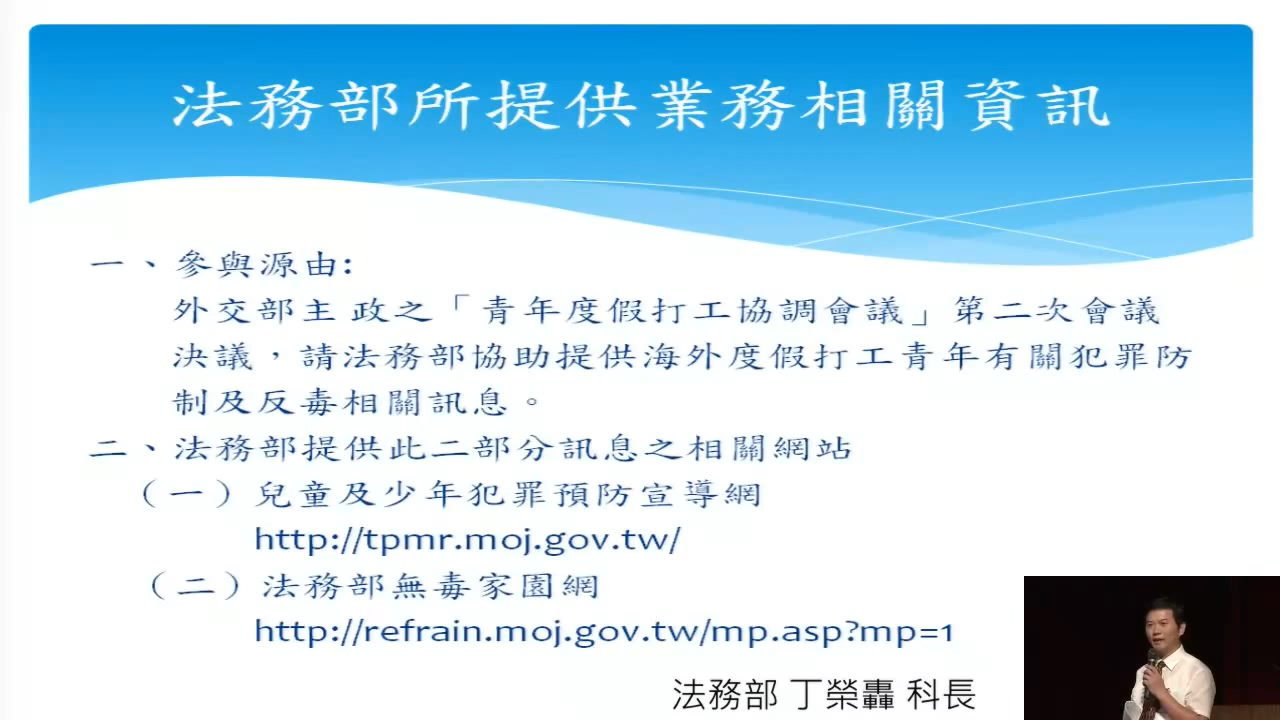 法務部所提供業務相關資訊
一、參與源由:
外交部主 政之「青年度假打工協調會議」第二次會議
決議，請法務部協助提供海外度假打工青年有關犯罪防
制及反毒相關訊息。
二、法務部提供此二部分訊息之相關網站
（一）兒童及少年犯罪預防宣導網
http://tpmr.moj.gov.tw/
（二）法務部無毒家園網
http://refrain.moj.gov.tw/mp.asp?mp=1
法務部 丁榮轟 科長